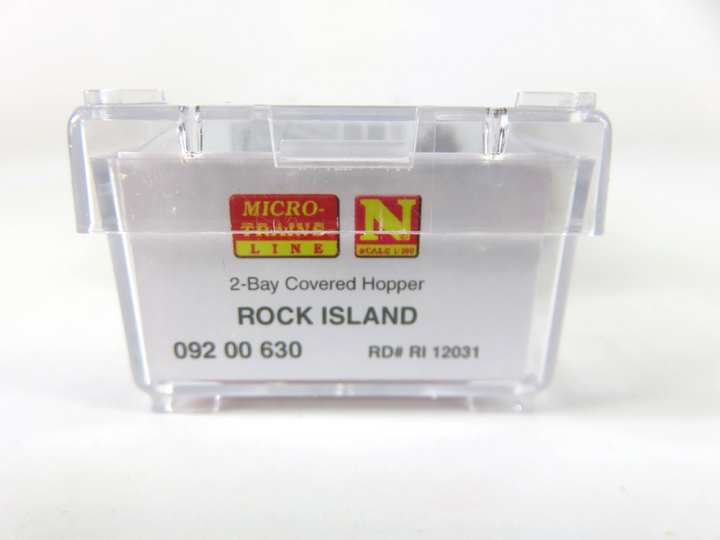 MICRO-
TRAINS
LINE
N
SCALE 1:160
2-Bay Covered Hopper
ROCK ISLAND
092 00 630
RD# RI 12031